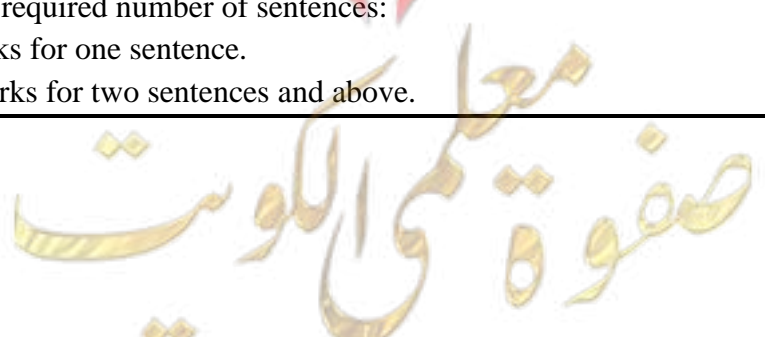 required number of sentences:
ks for one sentence.
rks for two sentences and above.
صفوة معلمي الكويت